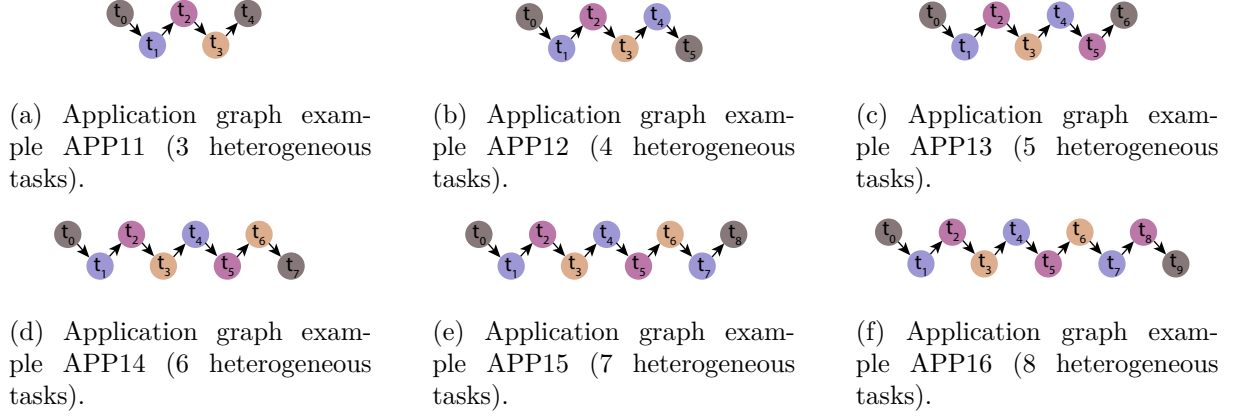 t0 t2 t4
t1 t3
(a) Application graph exam-
ple APP11 (3 heterogeneous
tasks).
t0 t2 t4
t1 t3 t5
(b) Application graph exam-
ple APP12 (4 heterogeneous
tasks).
t0 t2 t4 t6
t1 t3 t5
(c) Application graph exam-
ple APP13 (5 heterogeneous
tasks).
t0 t2 t4 t6
t1 t3 t5 t7
(d) Application graph exam-
ple APP14 (6 heterogeneous
tasks).
t0 t2 t4 t6 t8
t1 t3 t5 t7
(e) Application graph exam-
ple APP15 (7 heterogeneous
tasks).
t0 t2 t4 t6 t8
t1 t3 t5 t7 t9
(f) Application graph exam-
ple APP16 (8 heterogeneous
tasks).